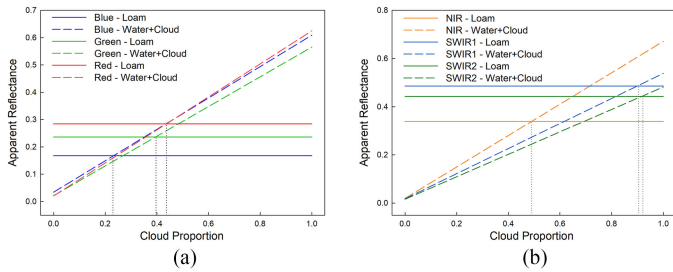 0.7
0.6
0.5
0.4
0.3
0.2
0.1
0.0
Apparent Reflectance
Blue - Loam
Blue - Water+Cloud
Green - Loam
Green - Water+Cloud
Red - Loam
Red - Water+Cloud
0.0 0.2 0.4 0.6 0.8 1.0
Cloud Proportion
(a)
0.8
0.6
0.4
0.2
0.0
Apparent Reflectance
NIR - Loam
NIR - Water+Cloud
SWIR1 - Loam
SWIR1 - Water+Cloud
SWIR2 - Loam
SWIR2 - Water+Cloud
0.0 0.2 0.4 0.6 0.8 1.0
Cloud Proportion
(b)